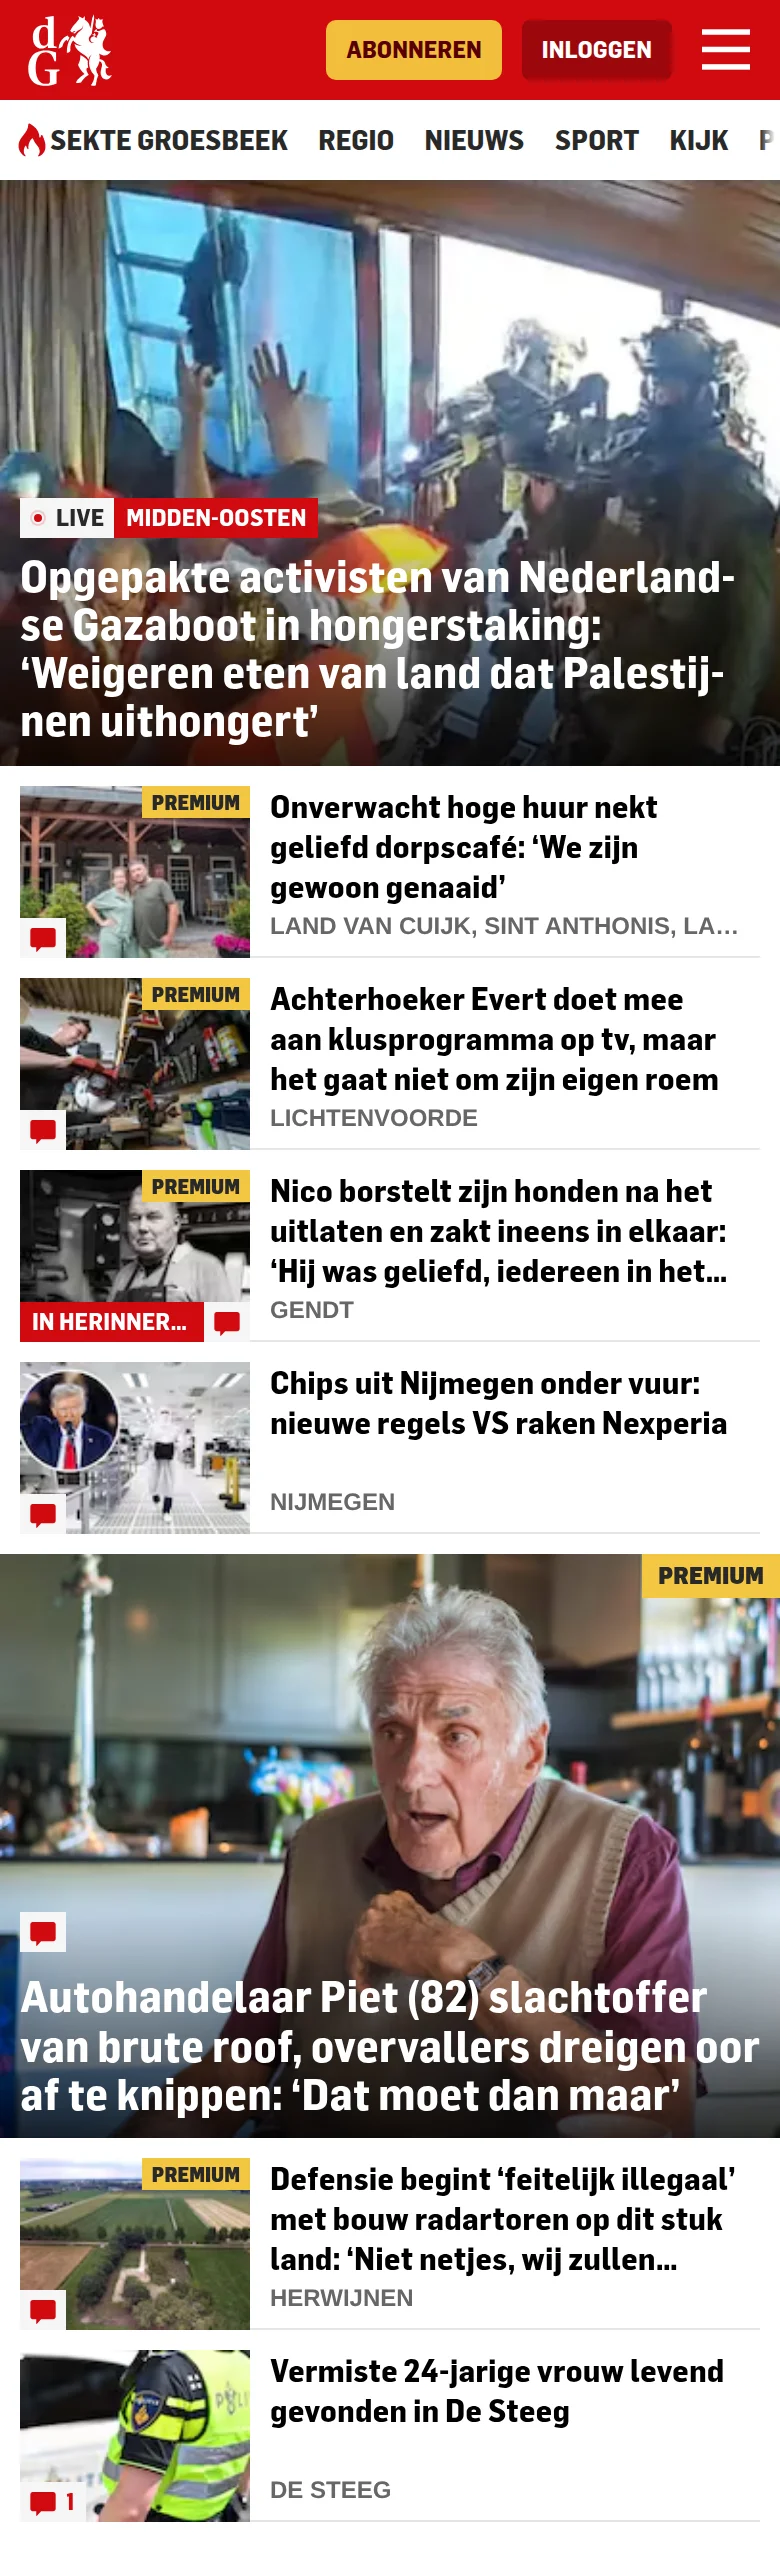 dG
ABONNEREN
INLOGGEN
SEKTE GROESBEEK
REGIO
NIEUWS
SPORT
KIJK
P
LIVE
MIDDEN-OOSTEN
Opgepakte activisten van Nederland-
se Gazaboot in hongerstaking:
‘Weigeren eten van land dat Palestij-
nen uithongert’
PREMIUM
Onverwacht hoge huur nekt
geliefd dorpscafé: ‘We zijn
gewoon genaaid’
LAND VAN CUIJK, SINT ANTHONIS, LA…
PREMIUM
Achterhoeker Evert doet mee
aan klusprogramma op tv, maar
het gaat niet om zijn eigen roem
LICHTENVOORDE
PREMIUM
IN HERINNER…
Nico borstelt zijn honden na het
uitlaten en zakt ineens in elkaar:
‘Hij was geliefd, iedereen in het…
GENDT
Chips uit Nijmegen onder vuur:
nieuwe regels VS raken Nexperia
NIJMEGEN
PREMIUM
Autohandelaar Piet (82) slachtoffer
van brute roof, overvallers dreigen oor
af te knippen: ‘Dat moet dan maar’
PREMIUM
Defensie begint ‘feitelijk illegaal’
met bouw radartoren op dit stuk
land: ‘Niet netjes, wij zullen…
HERWIJNEN
1
Vermiste 24-jarige vrouw levend
gevonden in De Steeg
DE STEEG